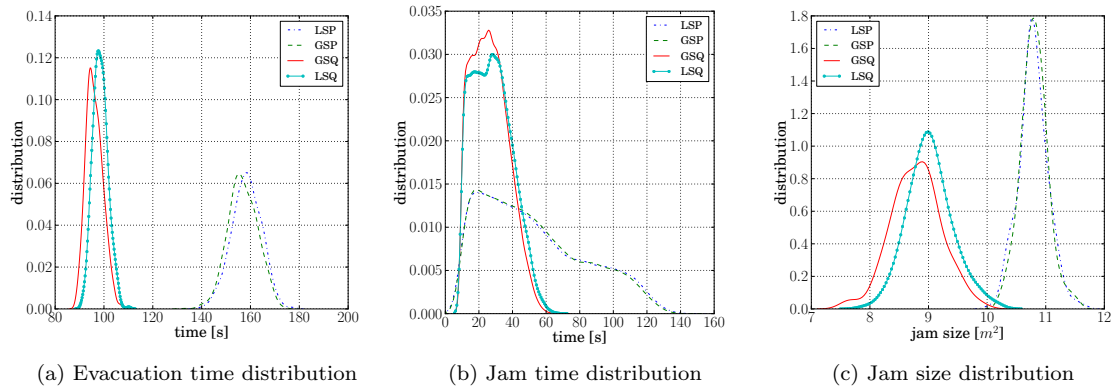 0.14
0.12
0.10
0.08
0.06
0.04
0.02
0.00
distribution
80 100 120 140 160 180 200
time [s]
LSP
GSP
GSQ
LSQ
(a) Evacuation time distribution
0.035
0.030
0.025
0.020
0.015
0.010
0.005
0.000
distribution
0 20 40 60 80 100 120 140 160
time [s]
LSP
GSP
GSQ
LSQ
(b) Jam time distribution
1.8
1.6
1.4
1.2
1.0
0.8
0.6
0.4
0.2
0.0
distribution
7 8 9 10 11 12
jam size [m²]
LSP
GSP
GSQ
LSQ
(c) Jam size distribution